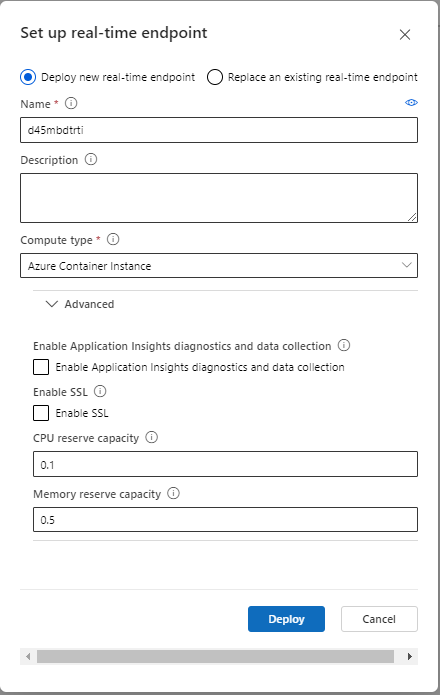 Set up real-time endpoint
Deploy new real-time endpoint Replace an existing real-time endpoint
Name *
d45mbdtrti
Description
Compute type *
Azure Container Instance
Advanced
Enable Application Insights diagnostics and data collection
Enable Application Insights diagnostics and data collection
Enable SSL
Enable SSL
CPU reserve capacity
0.1
Memory reserve capacity
0.5
Deploy Cancel